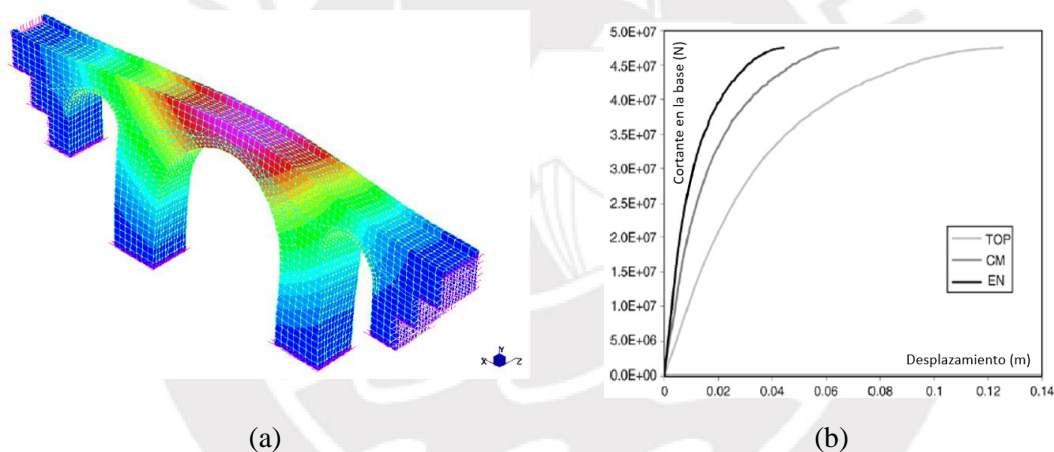 X
Y
Z
5.0E+07
4.5E+07
4.0E+07
3.5E+07
3.0E+07
2.5E+07
2.0E+07
1.5E+07
1.0E+07
5.0E+06
0.0E+00
Cortante en la base (N)
TOP
CM
EN
Desplazamiento (m)
0 0.02 0.04 0.06 0.08 0.1 0.12 0.14
(a)
(b)